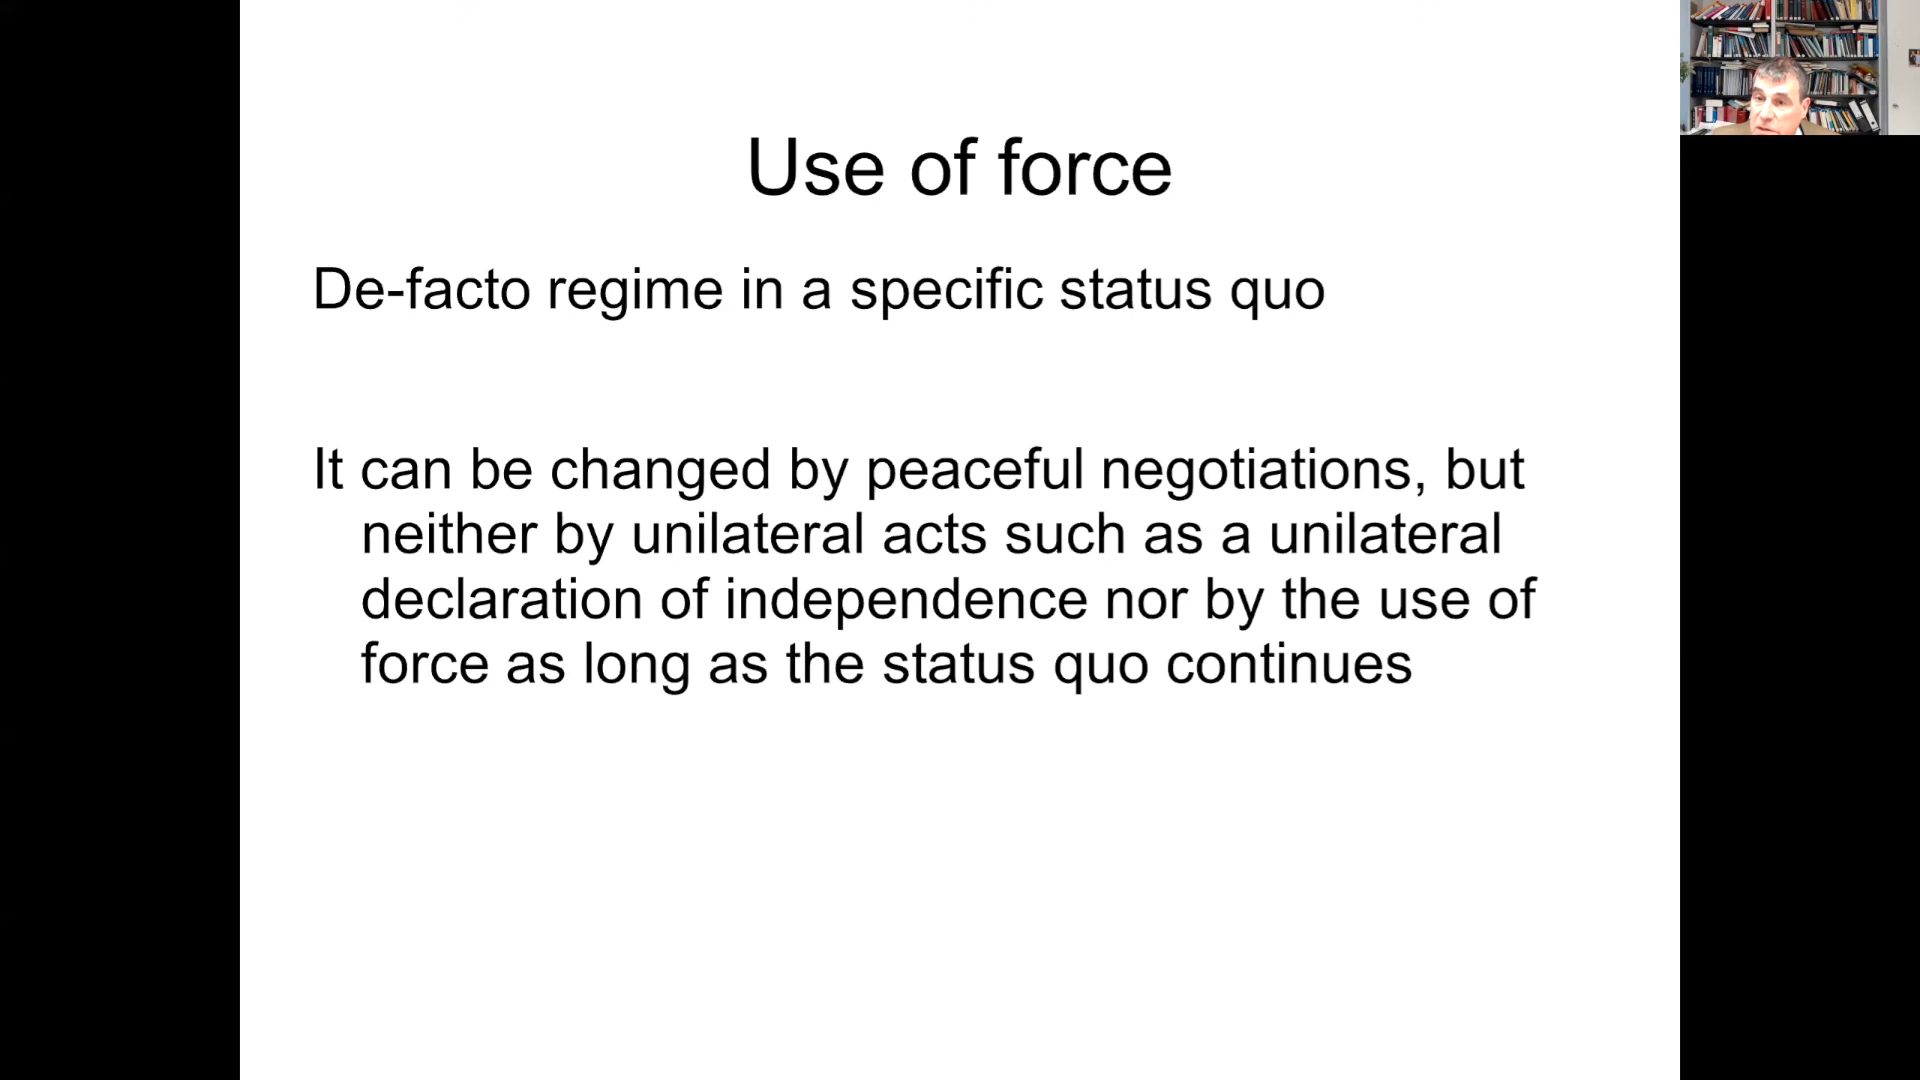 Use of force
De-facto regime in a specific status quo
It can be changed by peaceful negotiations, but
neither by unilateral acts such as a unilateral
declaration of independence nor by the use of
force as long as the status quo continues